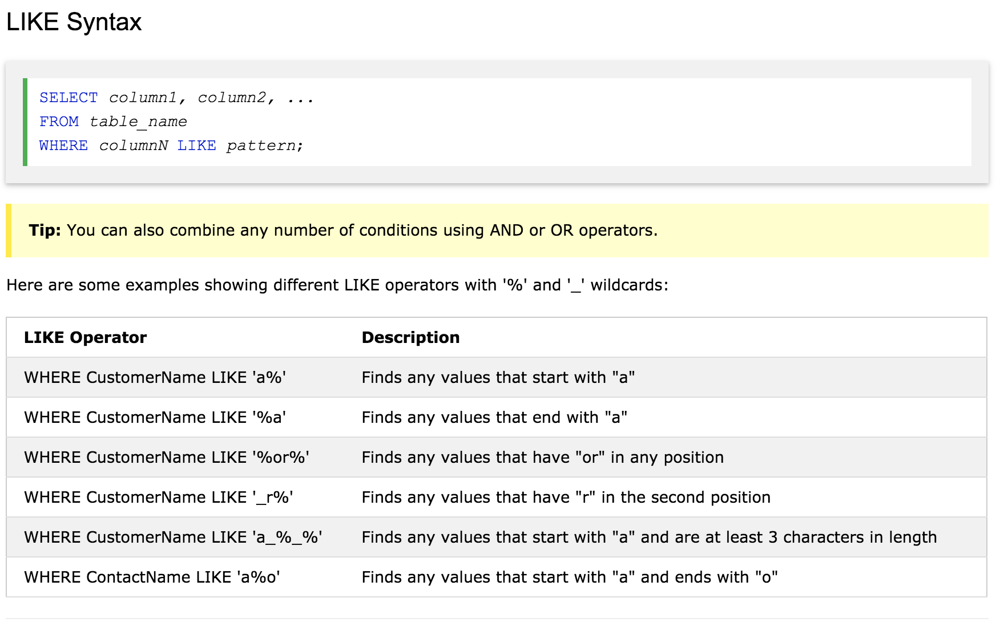 LIKE Syntax
SELECT column1, column2, ...
FROM table_name
WHERE columnN LIKE pattern;
Tip: You can also combine any number of conditions using AND or OR operators.
Here are some examples showing different LIKE operators with '%' and '_' wildcards:
LIKE Operator Description
WHERE CustomerName LIKE 'a%' Finds any values that start with "a"
WHERE CustomerName LIKE '%a' Finds any values that end with "a"
WHERE CustomerName LIKE '%or%' Finds any values that have "or" in any position
WHERE CustomerName LIKE '_r%' Finds any values that have "r" in the second position
WHERE CustomerName LIKE 'a_%_%' Finds any values that start with "a" and are at least 3 characters in length
WHERE ContactName LIKE 'a%o' Finds any values that start with "a" and ends with "o"